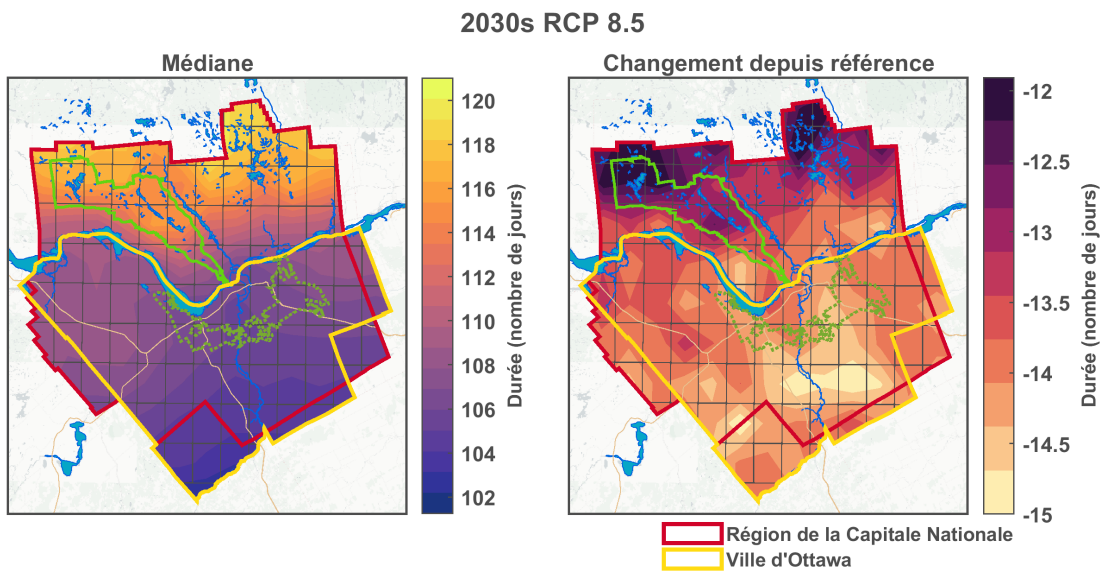 2030s RCP 8.5
Médiane
Changement depuis référence
120
118
116
114
112
110
108
106
104
102
Durée (nombre de jours)
-12
-12.5
-13
-13.5
-14
-14.5
-15
Durée (nombre de jours)
Région de la Capitale Nationale
Ville d'Ottawa